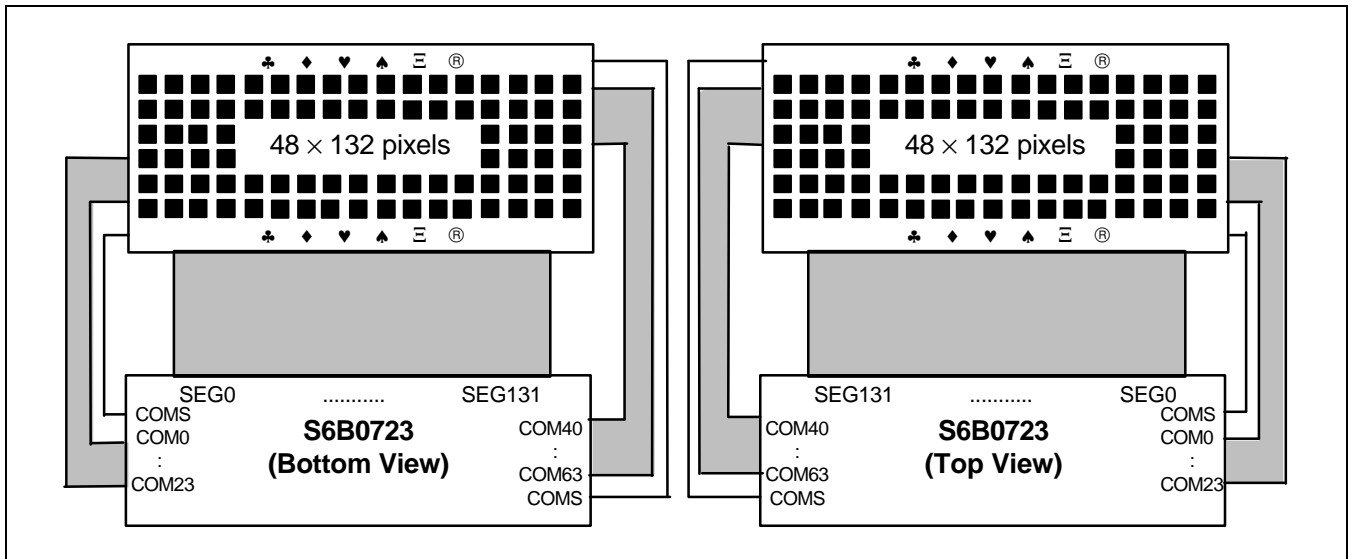 ♣ ♦ ♥ ♠ Ξ ®
48 × 132 pixels
♣ ♦ ♥ ♠ Ξ ®
SEG0 ........... SEG131
COMS
COM0
:
COM23
S6B0723
(Bottom View)
COM40
:
COM63
COMS
♣ ♦ ♥ ♠ Ξ ®
48 × 132 pixels
♣ ♦ ♥ ♠ Ξ ®
SEG131 ........... SEG0
COM40
:
COM63
COMS
S6B0723
(Top View)
COMS
COM0
:
COM23